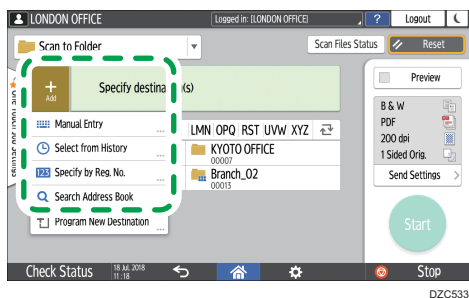 LONDON OFFICE
Logged in: [LONDON OFFICE]
?
Logout
Scan to Folder
Scan Files Status
Reset
Add
Specify destina
(s)
Preview
B & W
PDF
200 dpi
1 Sided Orig.
Send Settings
Manual Entry
...
LMN OPQ RST UVW XYZ
Select from History
...
KYOTO OFFICE
00007
123 Specify by Reg. No.
...
Branch_02
00013
Search Address Book
Program New Destination
...
Start
Check Status
18 Jul. 2018
11:18
Stop
DZC533